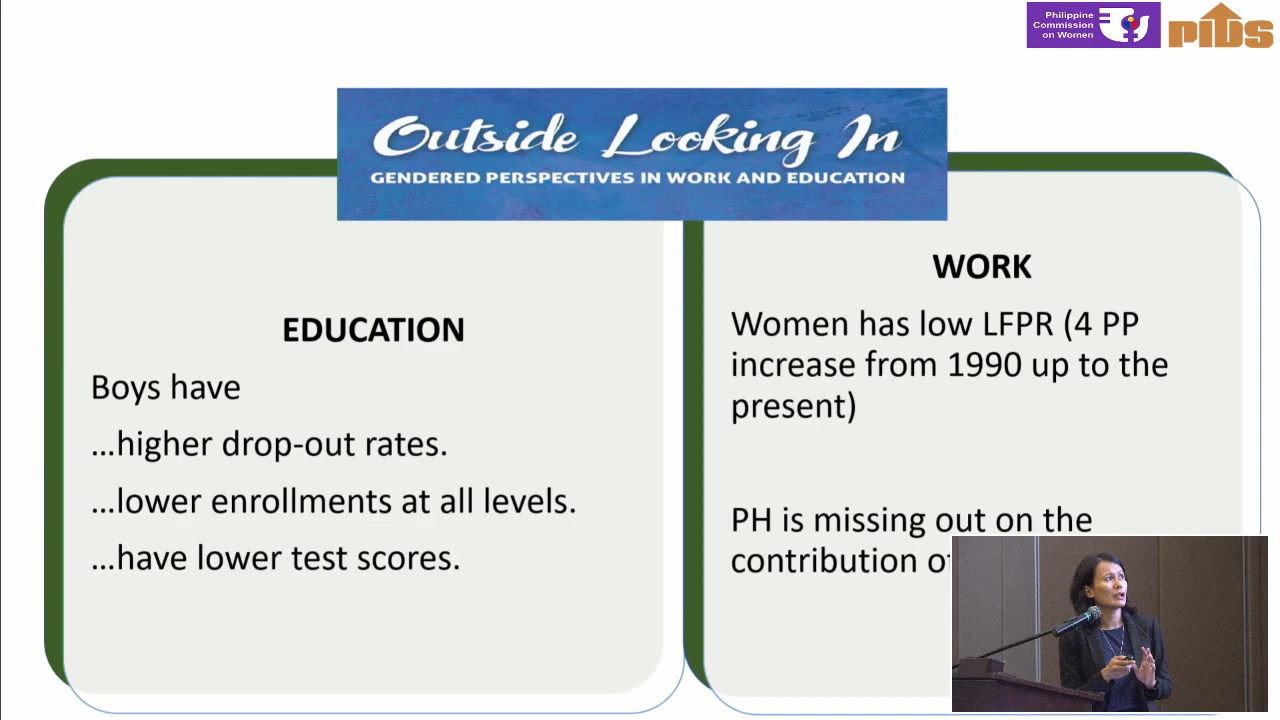 Philippine
Commission
on Women
PIDS
Outside Looking In
GENDERED PERSPECTIVES IN WORK AND EDUCATION
EDUCATION
Boys have
...higher drop-out rates.
...lower enrollments at all levels.
...have lower test scores.
WORK
Women has low LFPR (4 PP
increase from 1990 up to the
present)
PH is missing out on the
contribution